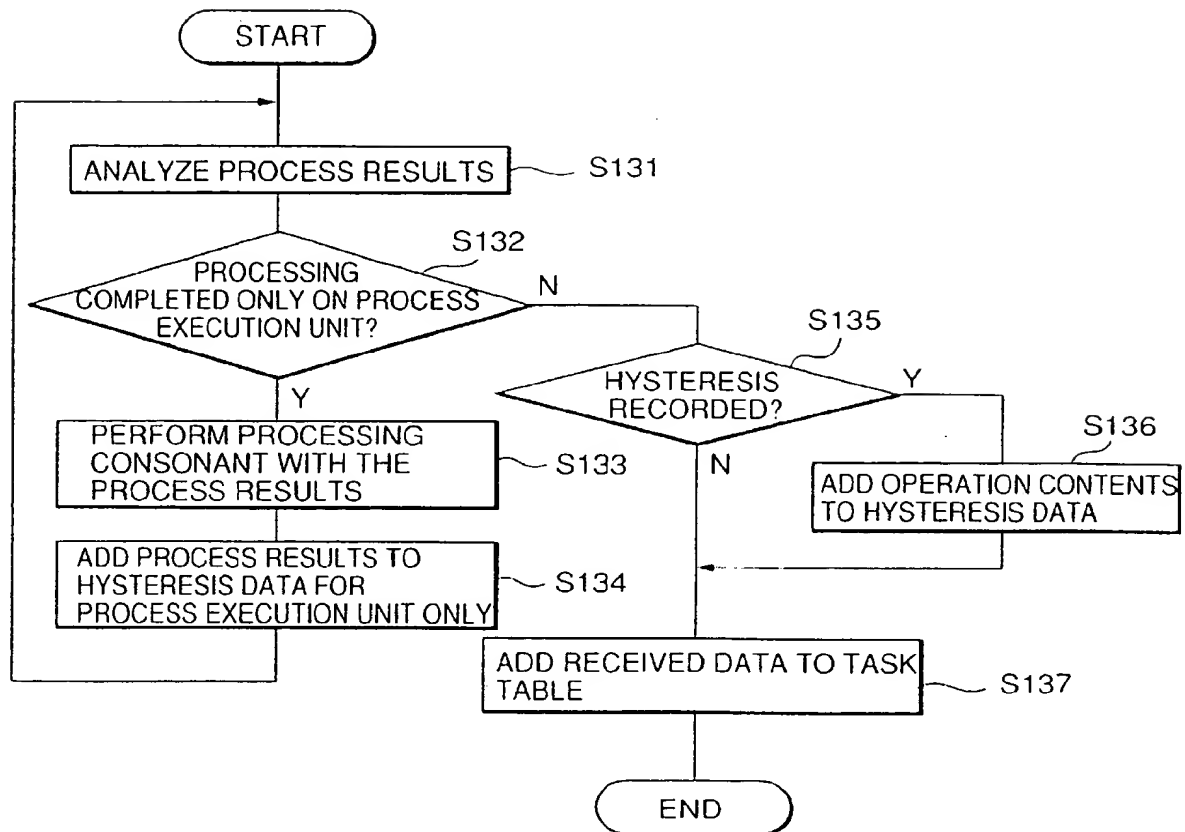 START
ANALYZE PROCESS RESULTS
S131
S132
PROCESSING
COMPLETED ONLY ON PROCESS
EXECUTION UNIT?
N
Y
S135
HYSTERESIS
RECORDED?
Y
N
PERFORM PROCESSING
CONSONANT WITH THE
PROCESS RESULTS
S133
S136
ADD OPERATION CONTENTS
TO HYSTERESIS DATA
ADD PROCESS RESULTS TO
HYSTERESIS DATA FOR
PROCESS EXECUTION UNIT ONLY
S134
ADD RECEIVED DATA TO TASK
TABLE
S137
END